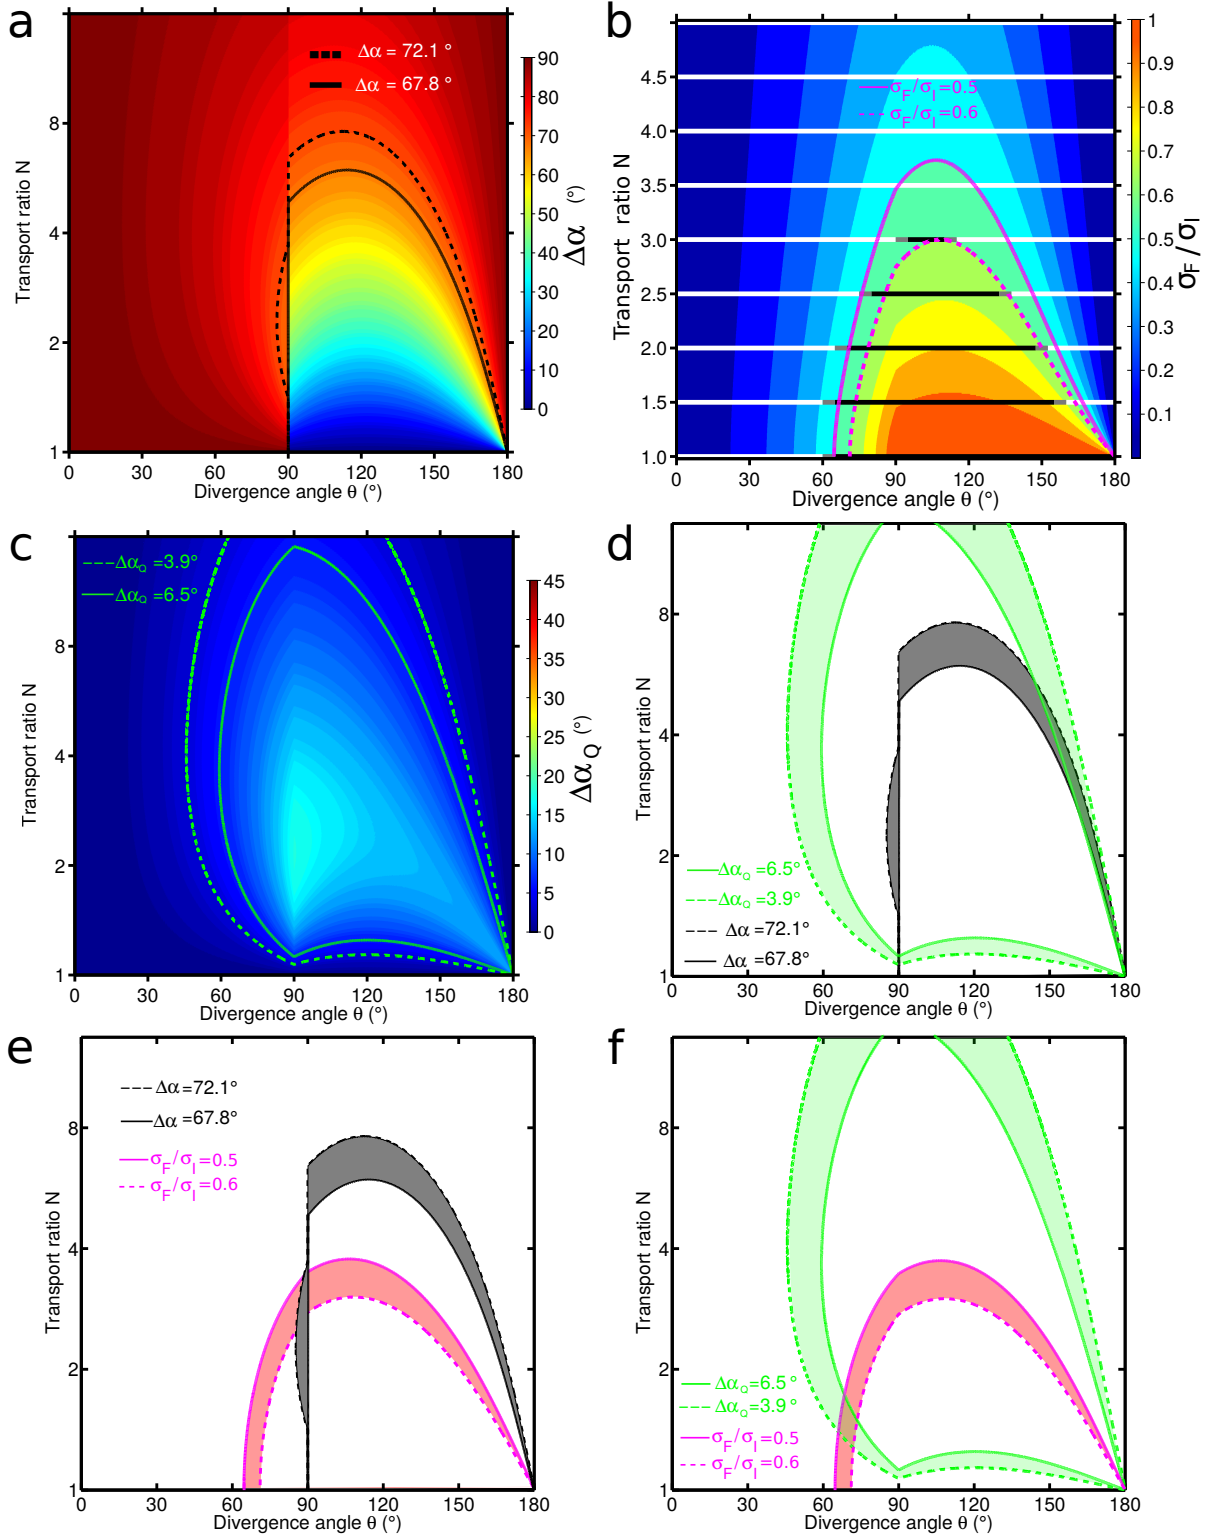 a
Δα = 72.1 °
Δα = 67.8 °
Transport ratio N
8
4
2
1
0 30 60 90 120 150 180
Divergence angle θ (°)
90
80
70
60
50
40
30
20
10
0
Δα (°)
b
σF/σI=0.5
σF/σI=0.6
Transport ratio N
4.5
4.0
3.5
3.0
2.5
2.0
1.5
1.0
0 30 60 90 120 150 180
Divergence angle θ (°)
1
0.9
0.8
0.7
0.6
0.5
0.4
0.3
0.2
0.1
σF / σI
c
ΔαQ =3.9°
ΔαQ =6.5°
Transport ratio N
8
4
2
1
0 30 60 90 120 150 180
Divergence angle θ (°)
45
40
35
30
25
20
15
10
5
0
ΔαQ (°)
d
Transport ratio N
8
4
2
1
ΔαQ =6.5°
ΔαQ =3.9°
Δα =72.1°
Δα =67.8°
0 30 60 90 120 150 180
Divergence angle θ (°)
e
Δα =72.1°
Δα =67.8°
σF/σI=0.5
σF/σI=0.6
Transport ratio N
8
4
2
1
0 30 60 90 120 150 180
Divergence angle θ (°)
f
Transport ratio N
8
4
2
1
ΔαQ =6.5°
ΔαQ =3.9°
σF/σI=0.5
σF/σI=0.6
0 30 60 90 120 150 180
Divergence angle θ (°)